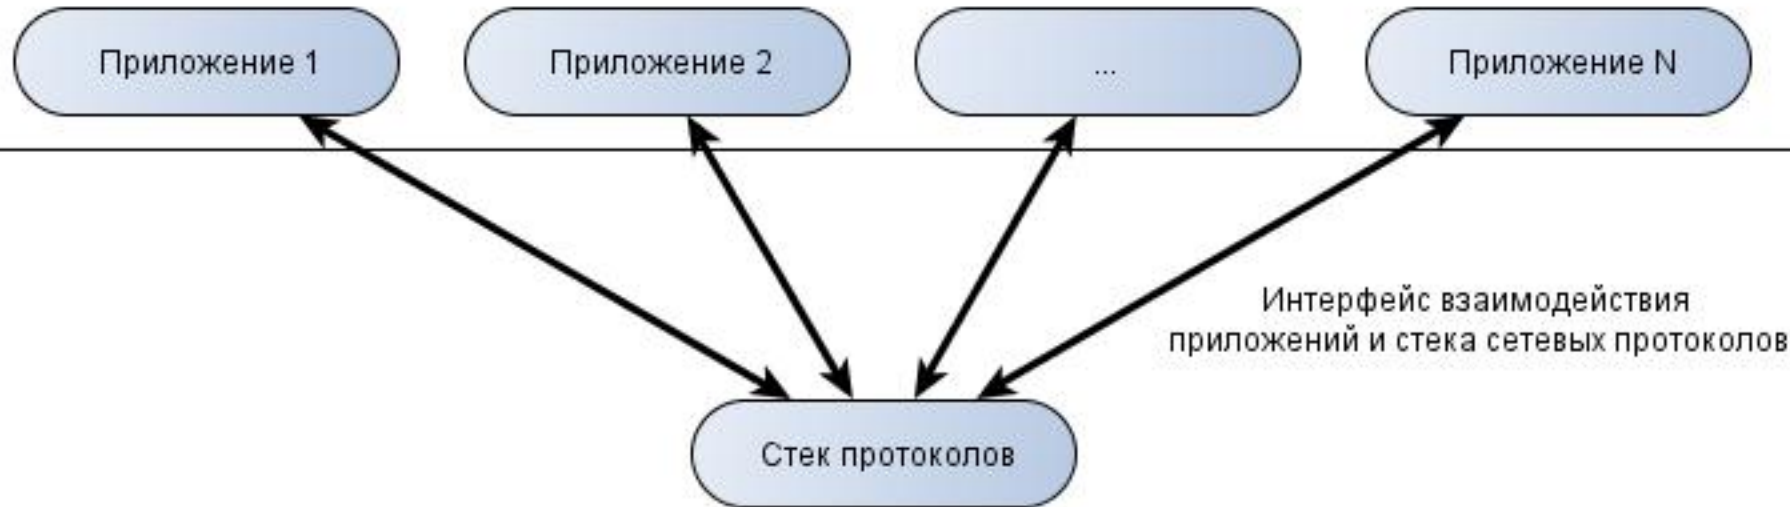 Приложение 1
Приложение 2
...
Приложение N
Интерфейс взаимодействия
приложений и стека сетевых протоколов
Стек протоколов